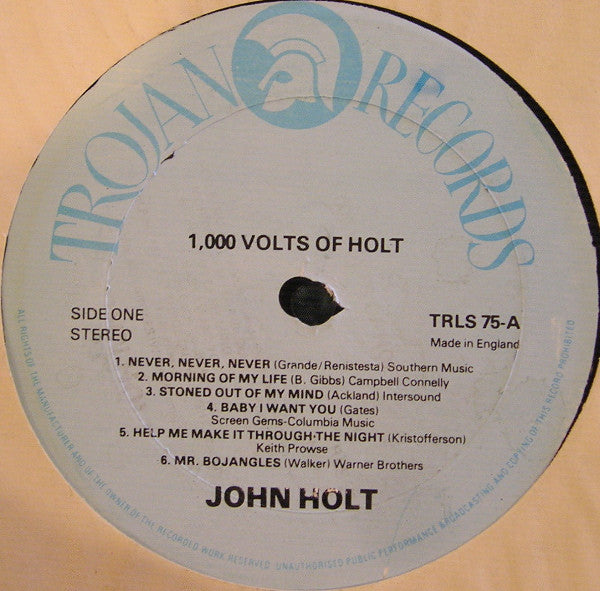 TROJAN RECORDS
1,000 VOLTS OF HOLT
SIDE ONE
STEREO
TRLS 75-A
Made in England
1. NEVER, NEVER, NEVER (Grande/Renistesta) Southern Music
2. MORNING OF MY LIFE (B. Gibbs) Campbell Connelly
3. STONED OUT OF MY MIND (Ackland) Intersound
4. BABY I WANT YOU (Gates)
Screen Gems-Columbia Music
5. HELP ME MAKE IT THROUGH·THE NIGHT (Kristofferson)
Keith Prowse
6. MR. BOJANGLES (Walker) Warner Brothers
JOHN HOLT
ALL RIGHTS OF THE MANUFACTURER AND OF THE OWNER OF THE RECORDED WORK RESERVED UNAUTHORISED PUBLIC PERFORMANCE BROADCASTING AND COPYING OF THIS RECORD PROHIBITED